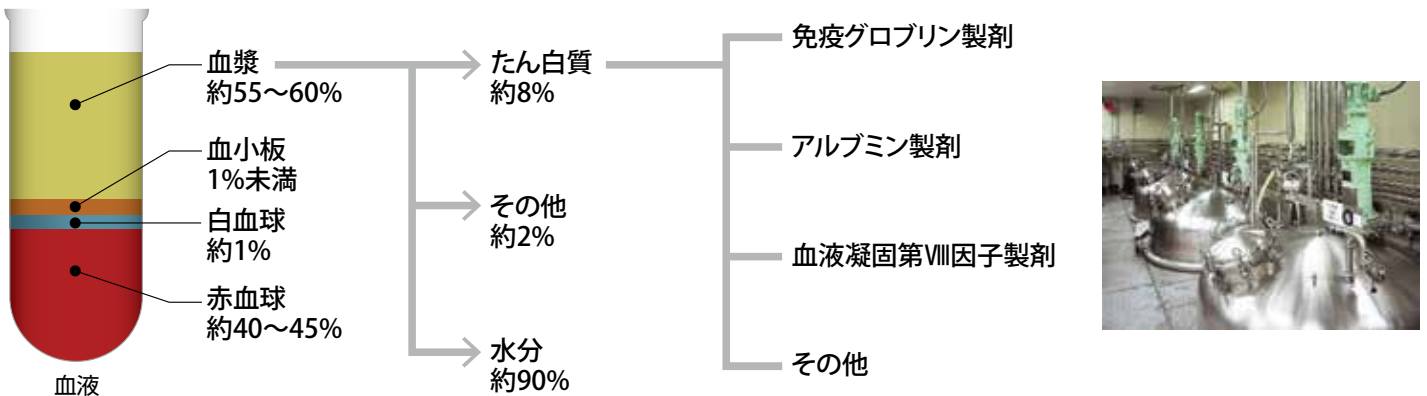 血漿
約55～60%
血小板
1%未満
白血球
約1%
赤血球
約40～45%
血液
たん白質
約8%
その他
約2%
水分
約90%
免疫グロブリン製剤
アルブミン製剤
血液凝固第Ⅷ因子製剤
その他